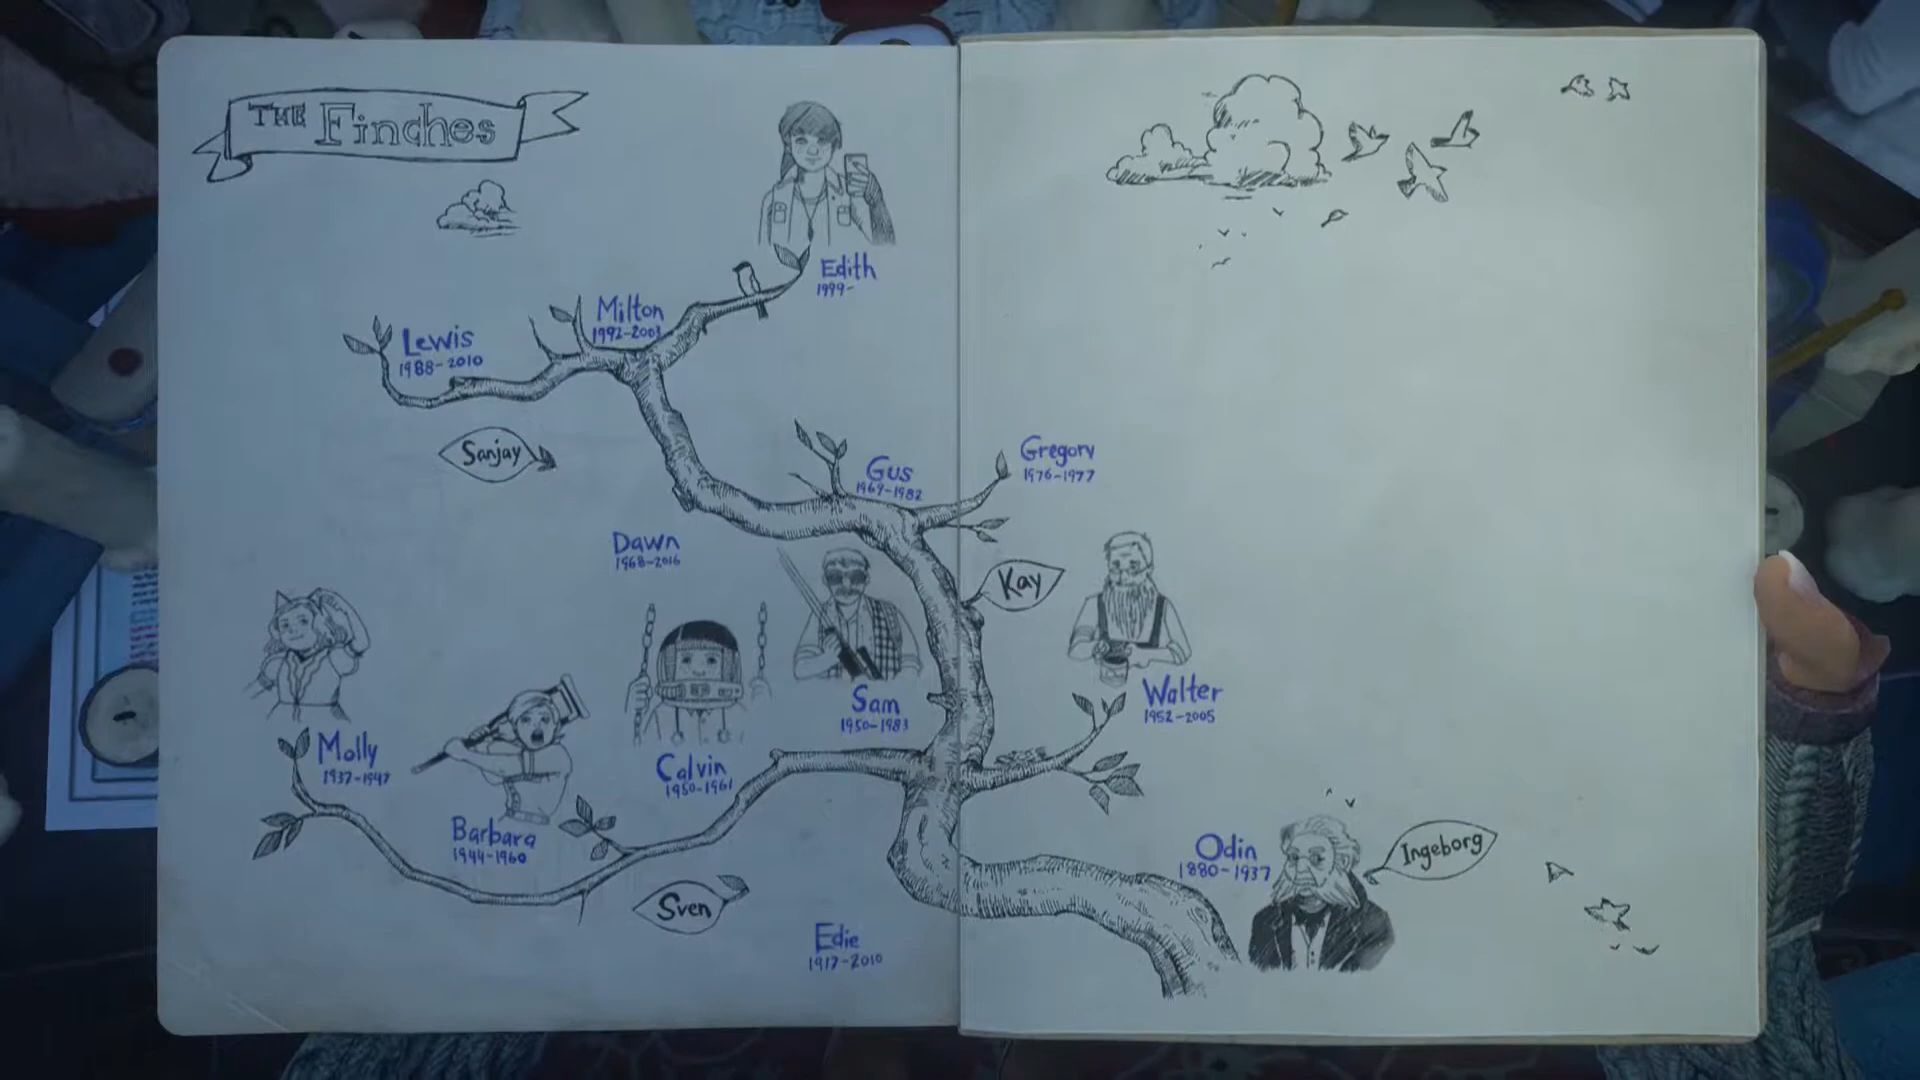 THE Finches
Edith
1999-
Milton
1992-2003
Lewis
1988-2010
Sanjay
Gregory
1976-1977
Gus
1969-1982
Dawn
1968-2016
Kay
Sam
1950-1983
Walter
1952-2005
Molly
1937-1947
Calvin
1950-1961
Barbara
1944-1960
Odin
1880-1937
Ingeborg
Sven
Edie
1917-2010